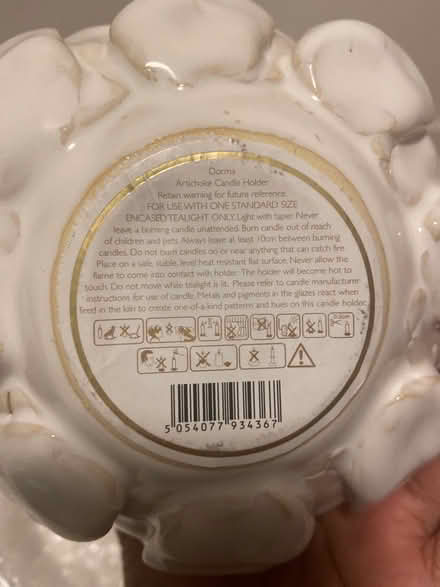 Dorma
Artichoke Candle Holder
Retain warning for future reference.
FOR USE WITH ONE STANDARD SIZE
ENCASED TEALIGHT ONLY. Light with taper. Never
leave a burning candle unattended. Burn candle out of reach
of children and pets. Always leave at least 10cm between burning
candles. Do not burn candles on or near anything that can catch fire.
Place on a safe, stable, level heat resistant flat surface. Never allow the
flame to come into contact with holder. The holder will become hot to
touch. Do not move while tealight is lit. Please refer to candle manufacturer
instructions for use of candle. Metals and pigments in the glazes react when
fired in the kiln to create one-of-a-kind patterns and hues on this candle holder.
5 054077 934367